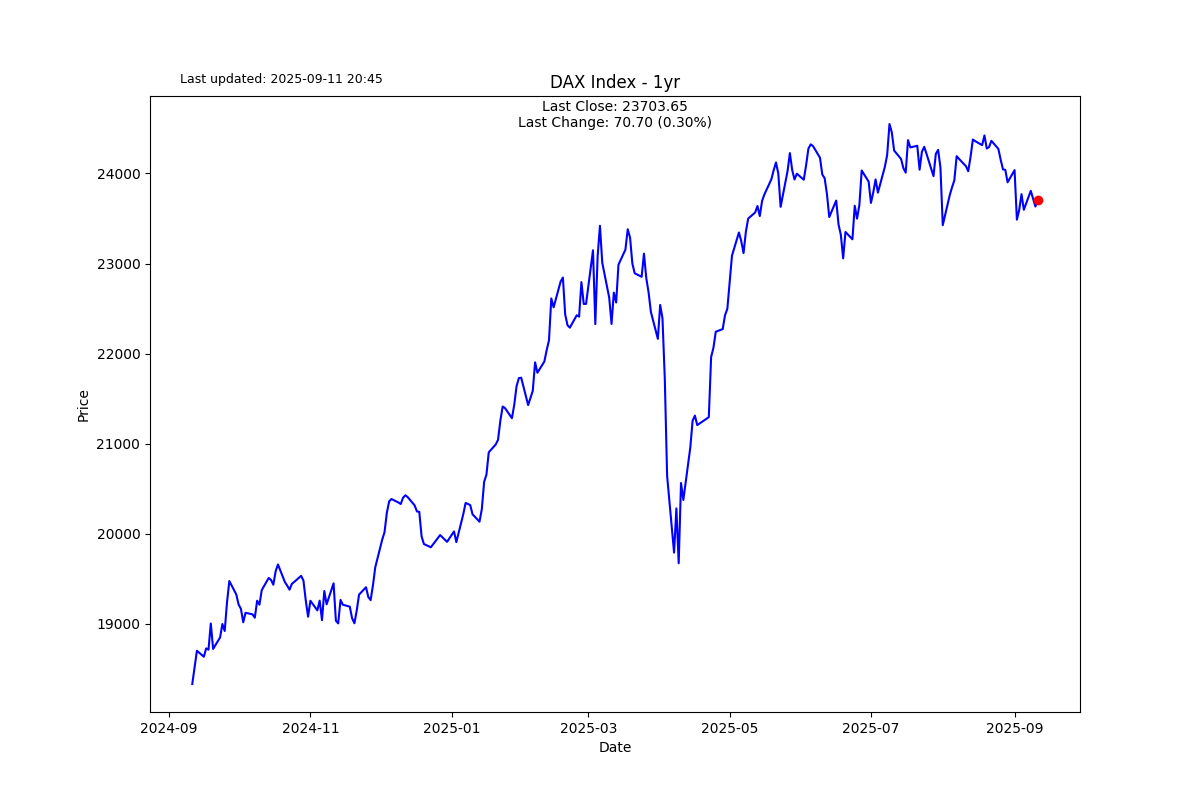 Last updated: 2025-09-11 20:45
DAX Index - 1yr
Last Close: 23703.65
Last Change: 70.70 (0.30%)
24000
23000
22000
21000
20000
19000
Price
2024-09
2024-11
2025-01
2025-03
2025-05
2025-07
2025-09
Date